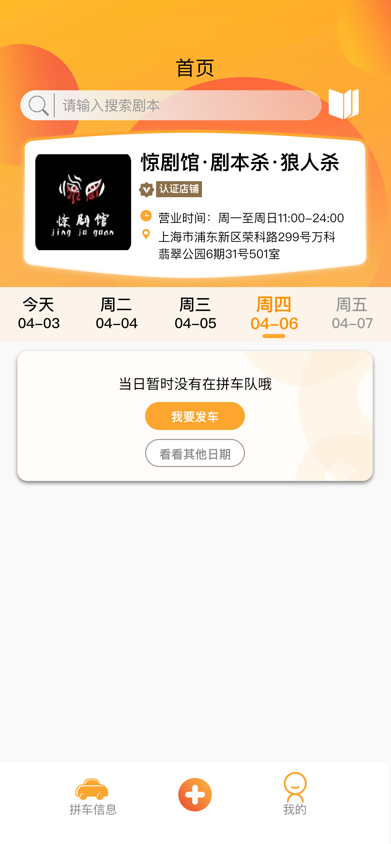 首页
请输入搜索剧本
惊剧馆·剧本杀·狼人杀
惊剧馆
jing ju guan
认证店铺
营业时间：周一至周日11:00-24:00
上海市浦东新区荣科路299号万科
翡翠公园6期31号501室
今天 周二 周三 周四 周五
04-03 04-04 04-05 04-06 04-07
当日暂时没有在拼车队哦
我要发车
看看其他日期
拼车信息 我的